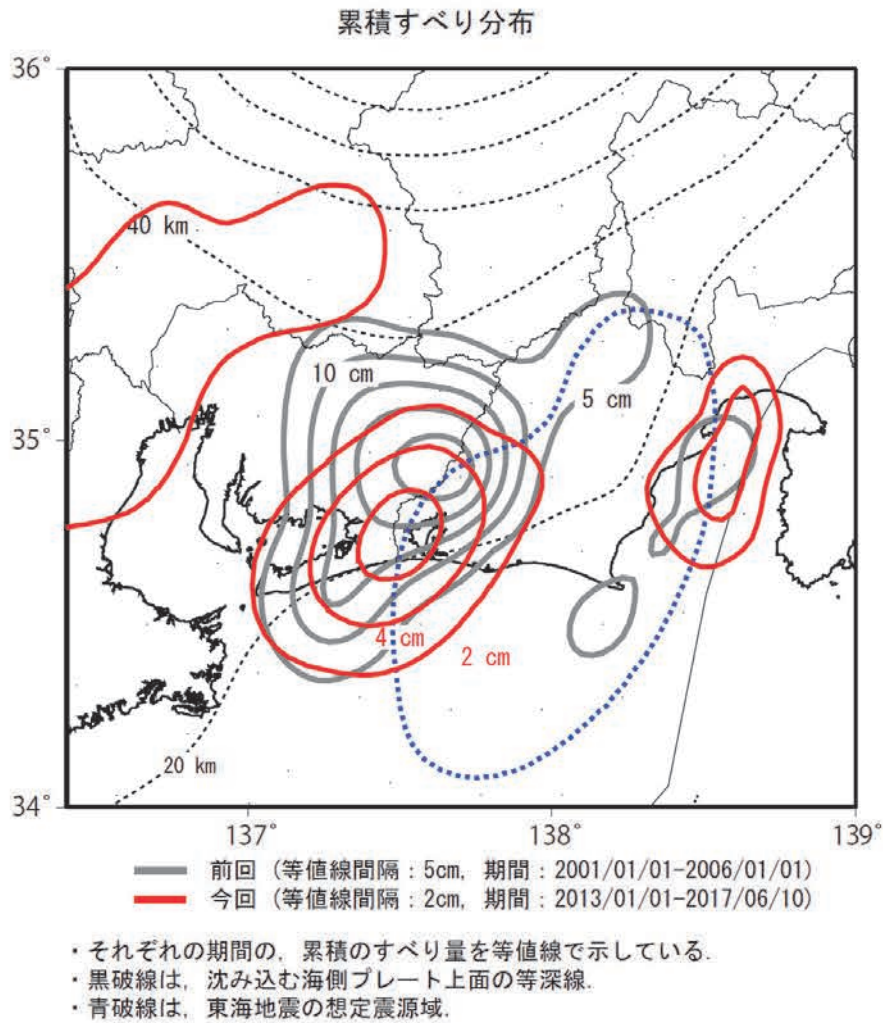 累積すべり分布
36°
40 km
10 cm
5 cm
35°
4 cm
2 cm
20 km
34°
137°
138°
139°
前回 (等値線間隔：5cm, 期間：2001/01/01-2006/01/01)
今回 (等値線間隔：2cm, 期間：2013/01/01-2017/06/10)
・それぞれの期間の, 累積のすべり量を等値線で示している.
・黒破線は, 沈み込む海側プレート上面の等深線.
・青破線は, 東海地震の想定震源域.